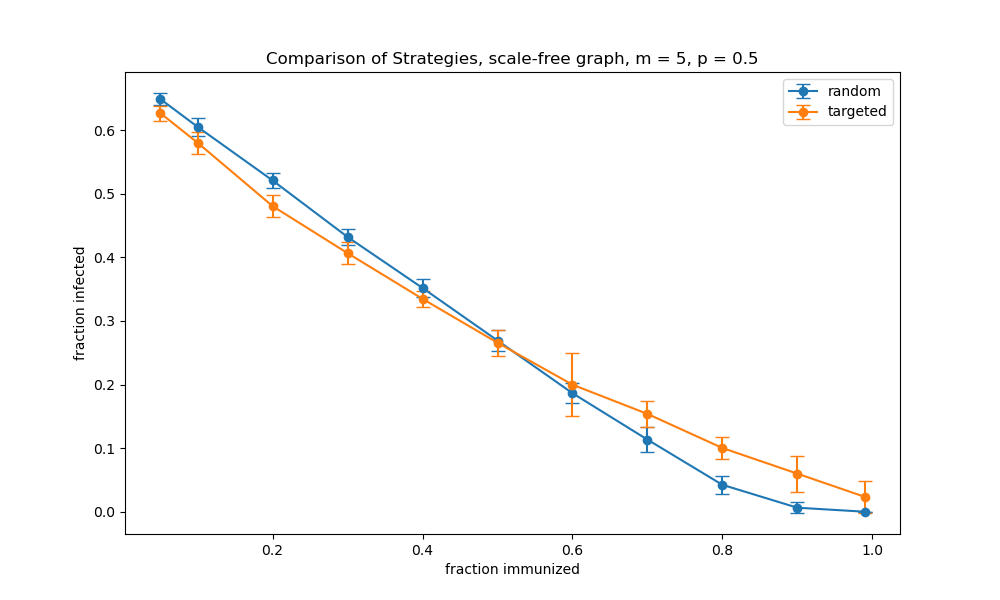 Comparison of Strategies, scale-free graph, m = 5, p = 0.5
random
targeted
fraction infected
0.6
0.5
0.4
0.3
0.2
0.1
0.0
0.2 0.4 0.6 0.8 1.0
fraction immunized